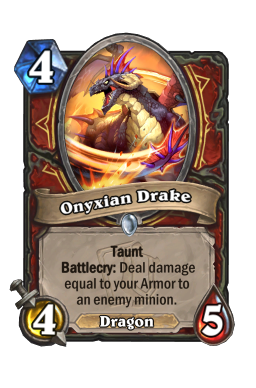 4
Onyxian Drake
Taunt
Battlecry: Deal damage
equal to your Armor to
an enemy minion.
4
Dragon
5